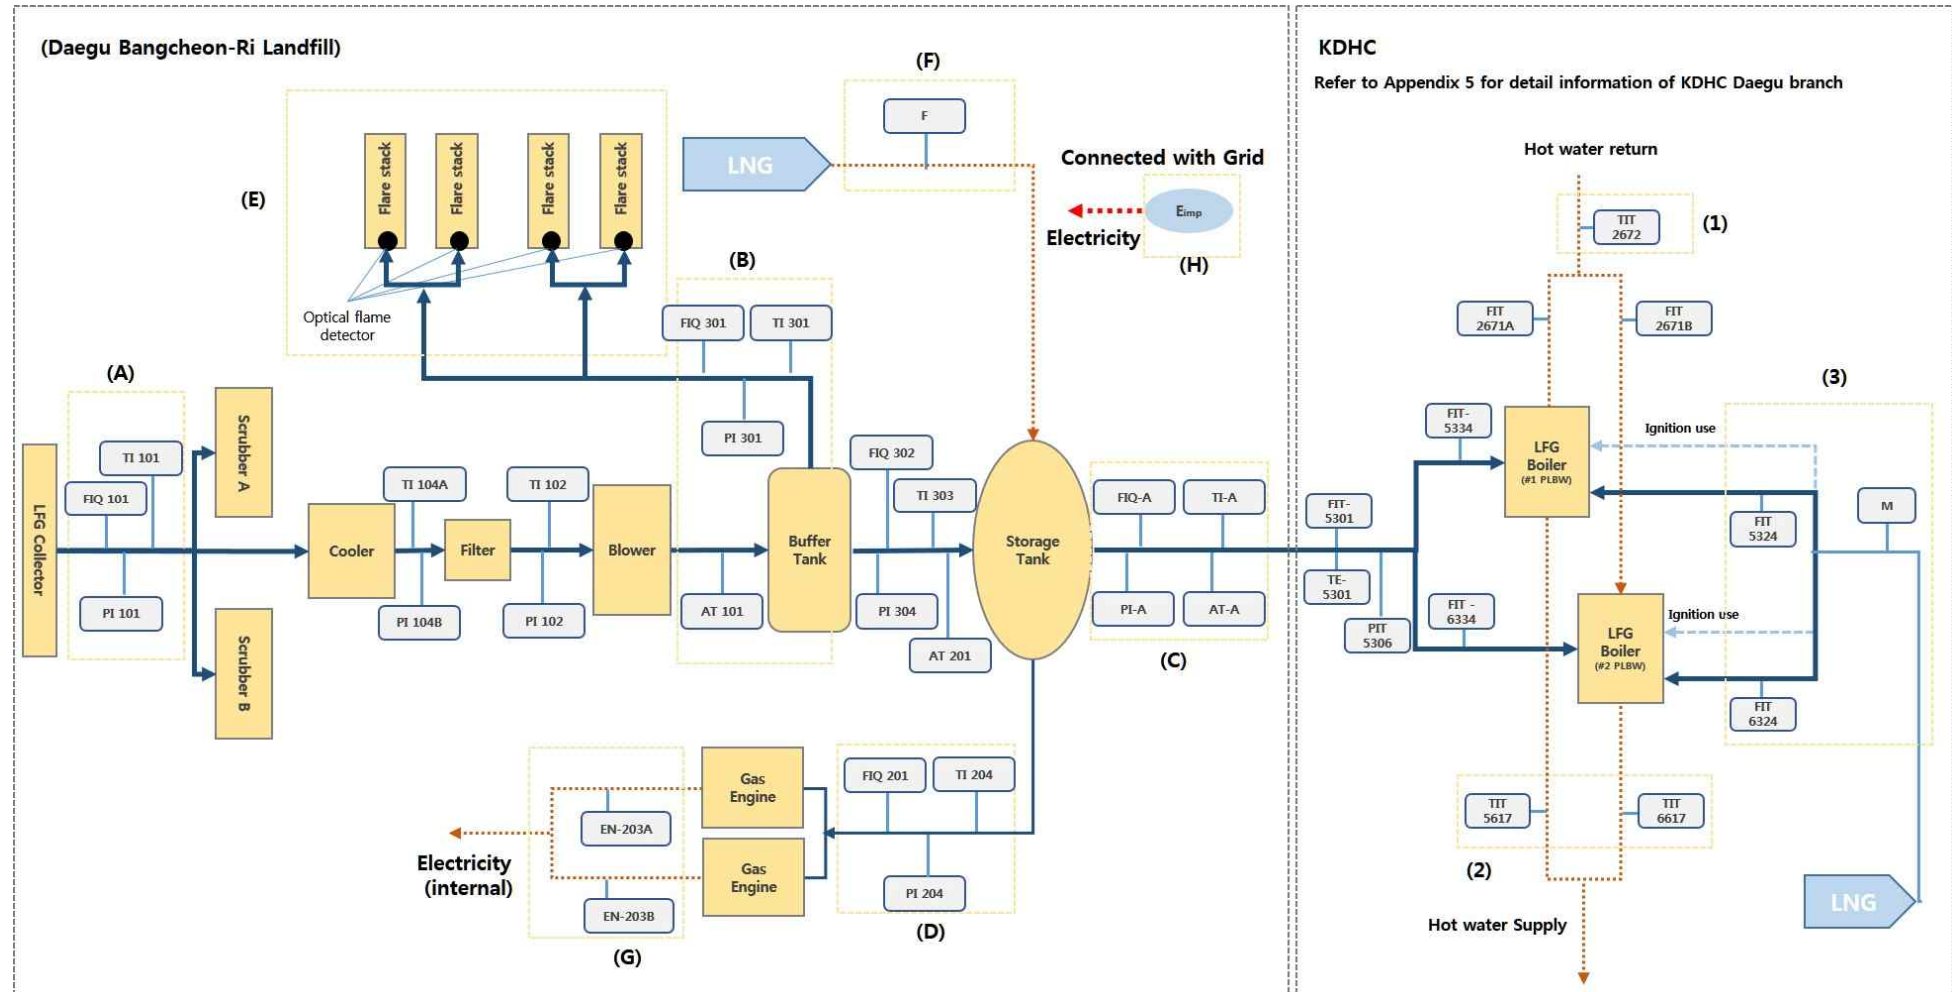 (Daegu Bangcheon-Ri Landfill)
KDHC
Refer to Appendix 5 for detail information of KDHC Daegu branch
(F)
F
LNG
Connected with Grid
Eimp
Electricity
(H)
(E)
Flare stack
Flare stack
Flare stack
Flare stack
Optical flame
detector
(B)
FIQ 301
TI 301
PI 301
(A)
TI 101
FIQ 101
PI 101
LFG Collector
Scrubber A
Scrubber B
Cooler
TI 104A
PI 104B
Filter
TI 102
PI 102
Blower
AT 101
Buffer
Tank
FIQ 302
TI 303
PI 304
AT 201
Storage
Tank
FIQ-A
TI-A
PI-A
AT-A
(C)
Gas
Engine
Gas
Engine
FIQ 201
TI 204
PI 204
(D)
EN-203A
EN-203B
(G)
Electricity
(internal)
Hot water return
TIT
2672
(1)
FIT
2671A
FIT
2671B
(3)
FIT-
5334
LFG
Boiler
(#1 PLBW)
Ignition use
FIT
5324
M
FIT-
5301
TE-
5301
PIT
5306
FIT -
6334
LFG
Boiler
(#2 PLBW)
Ignition use
FIT
6324
TIT
5617
TIT
6617
(2)
LNG
Hot water Supply